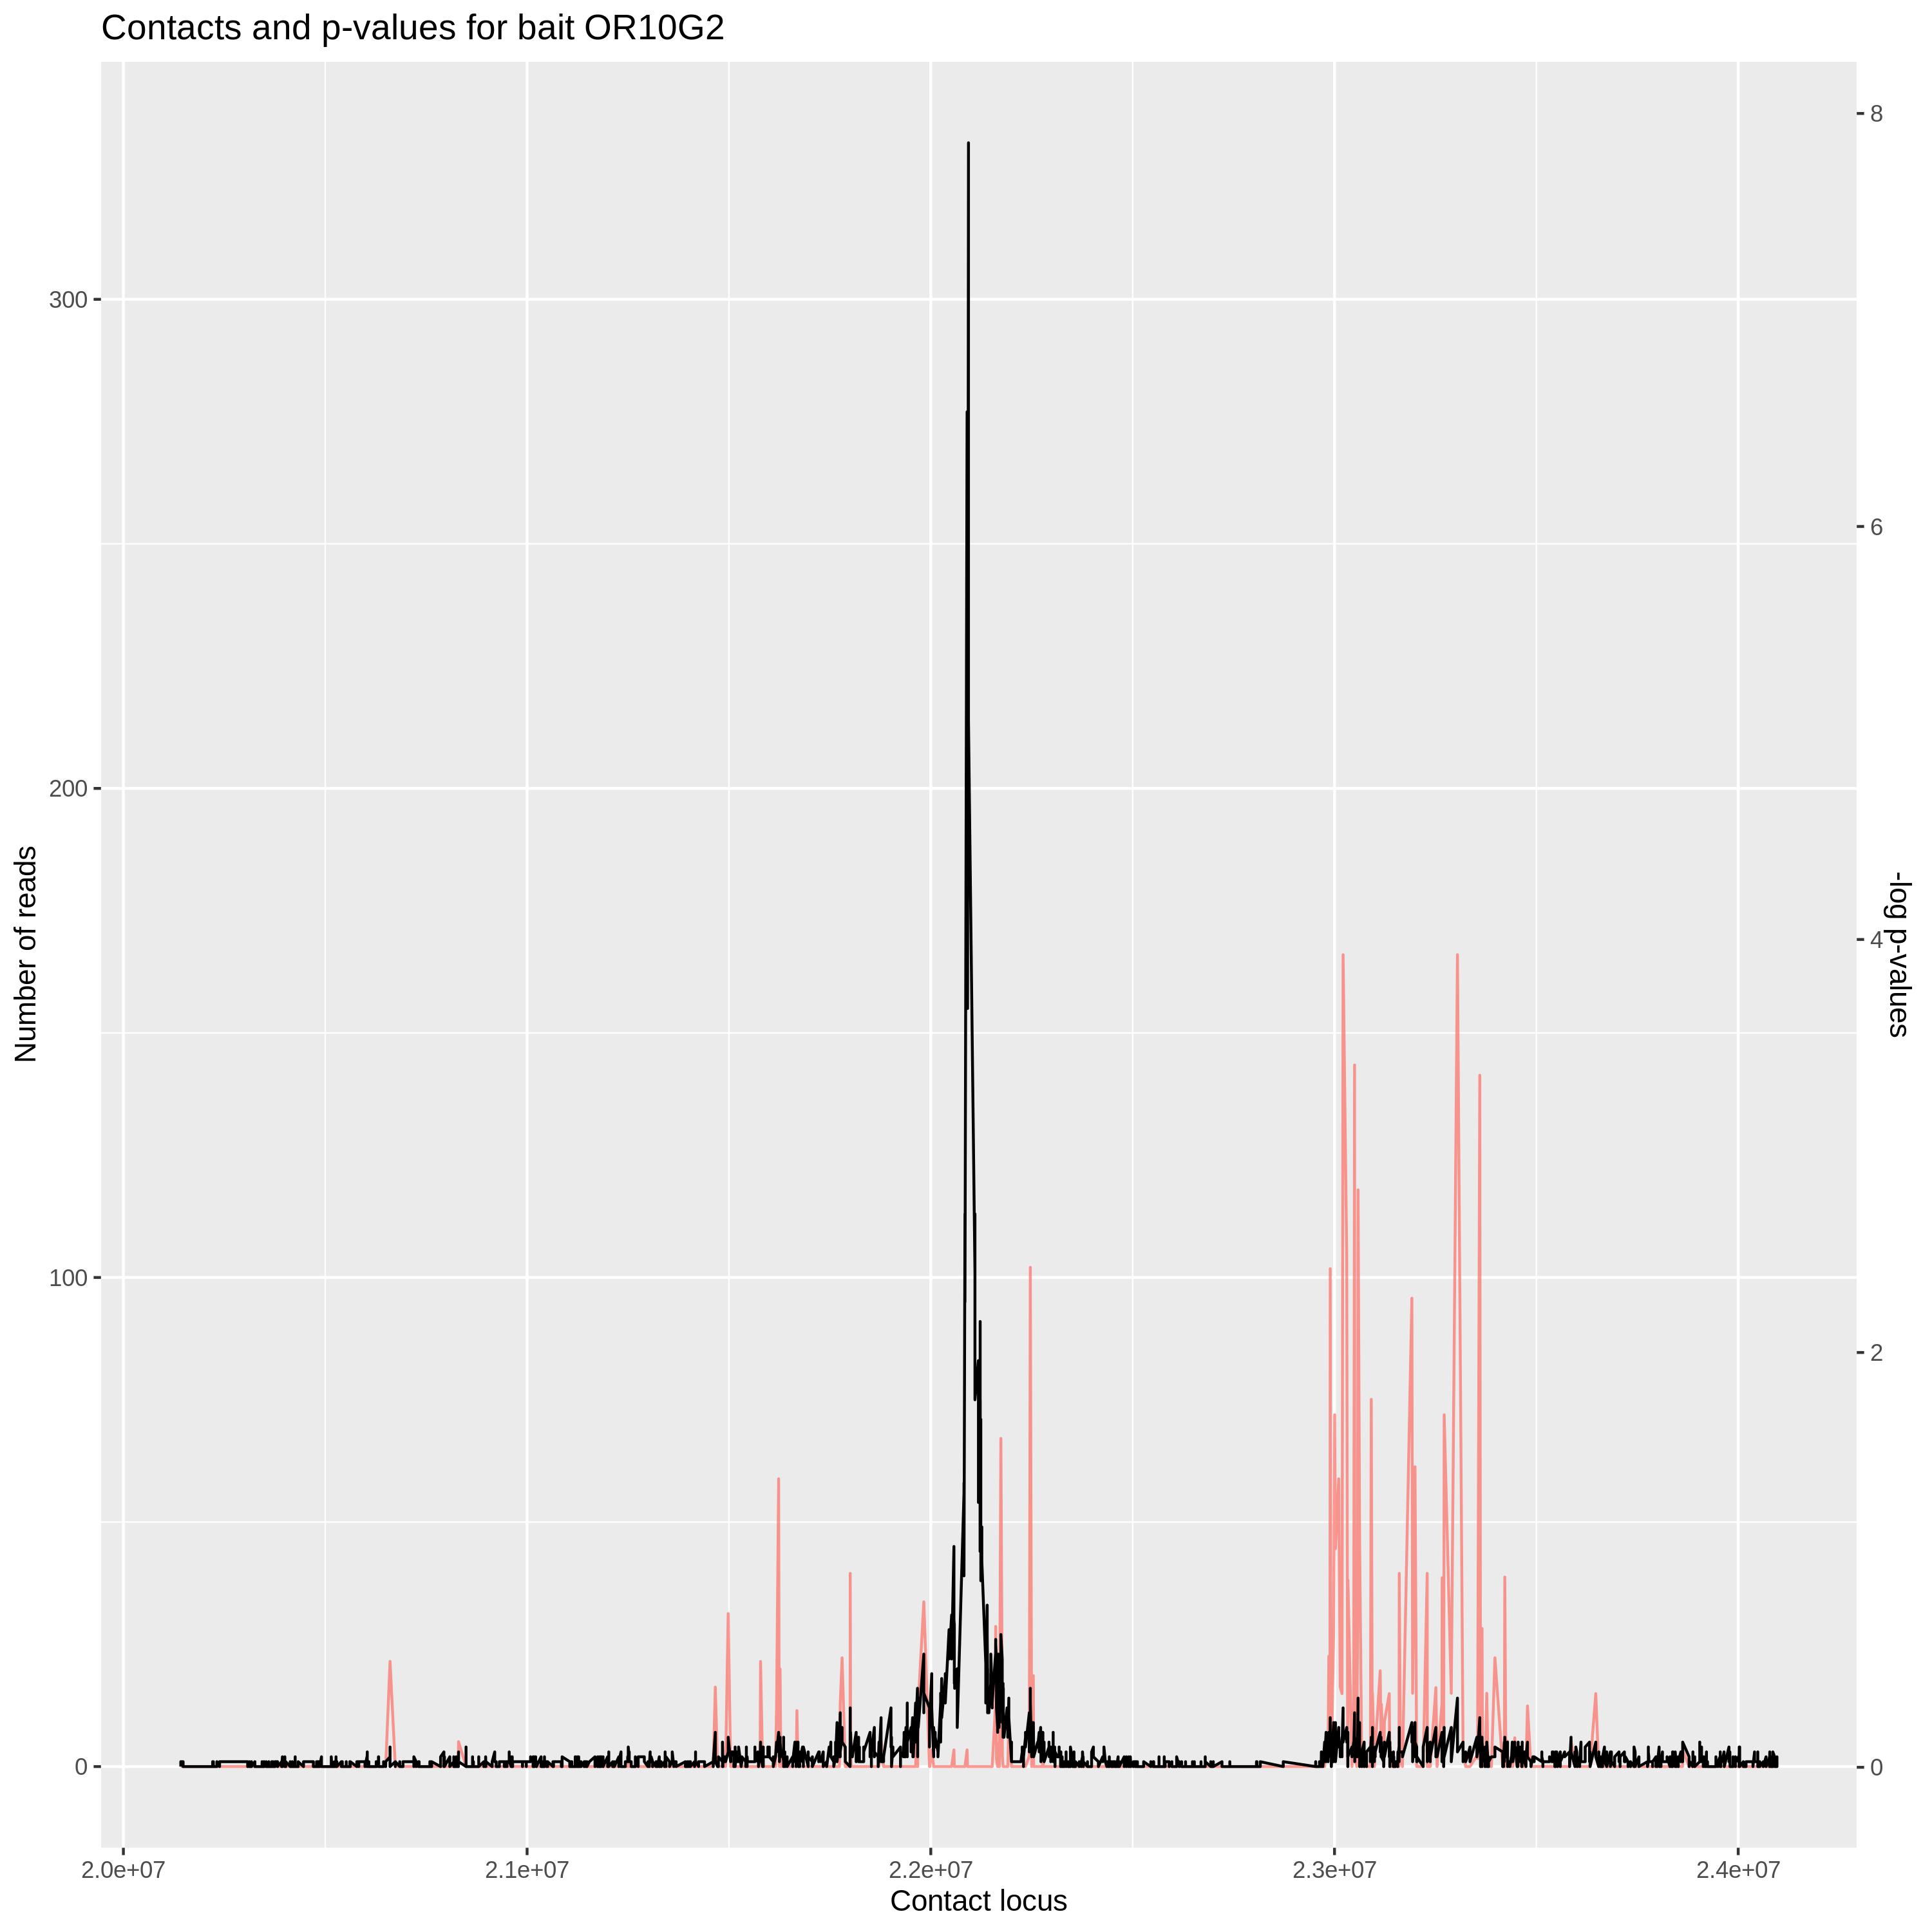 Contacts and p-values for bait OR10G2
8
300
6
200
4
100
2
0
0
Number of reads
-log p-values
2.0e+07
2.1e+07
2.2e+07
2.3e+07
2.4e+07
Contact locus